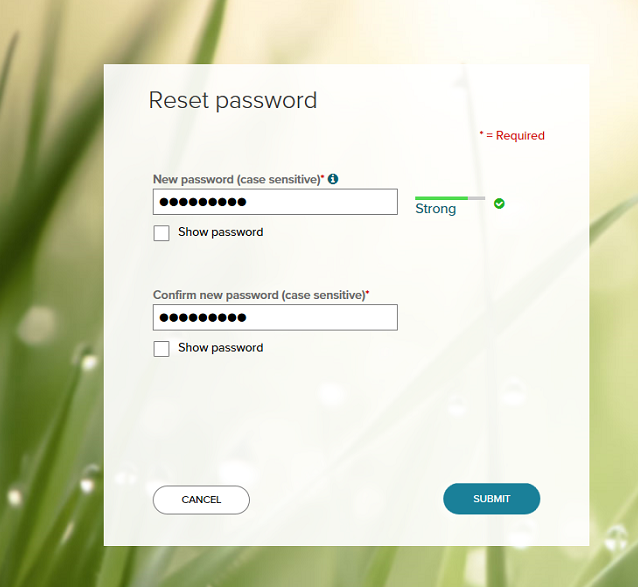 Reset password
* = Required
New password (case sensitive)*
●●●●●●●●●
Strong
Show password
Confirm new password (case sensitive)*
●●●●●●●●●
Show password
CANCEL
SUBMIT